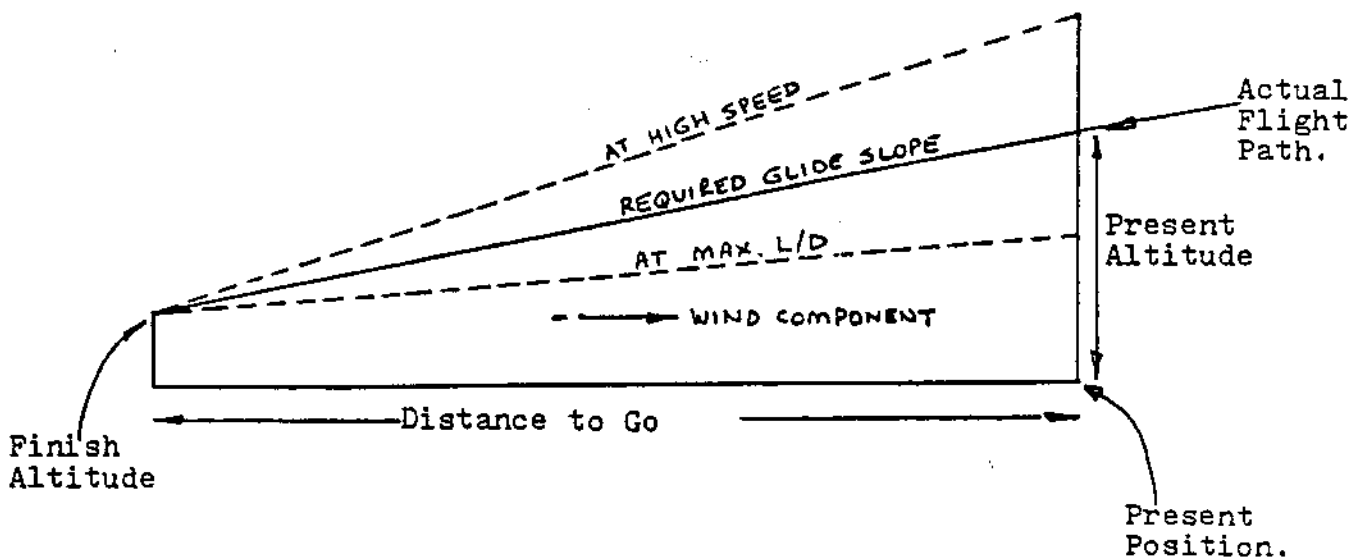 AT HIGH SPEED
Actual
Flight
Path.
REQUIRED GLIDE SLOPE
Present
Altitude
AT MAX. L/D
WIND COMPONENT
Distance to Go
Finish
Altitude
Present
Position.